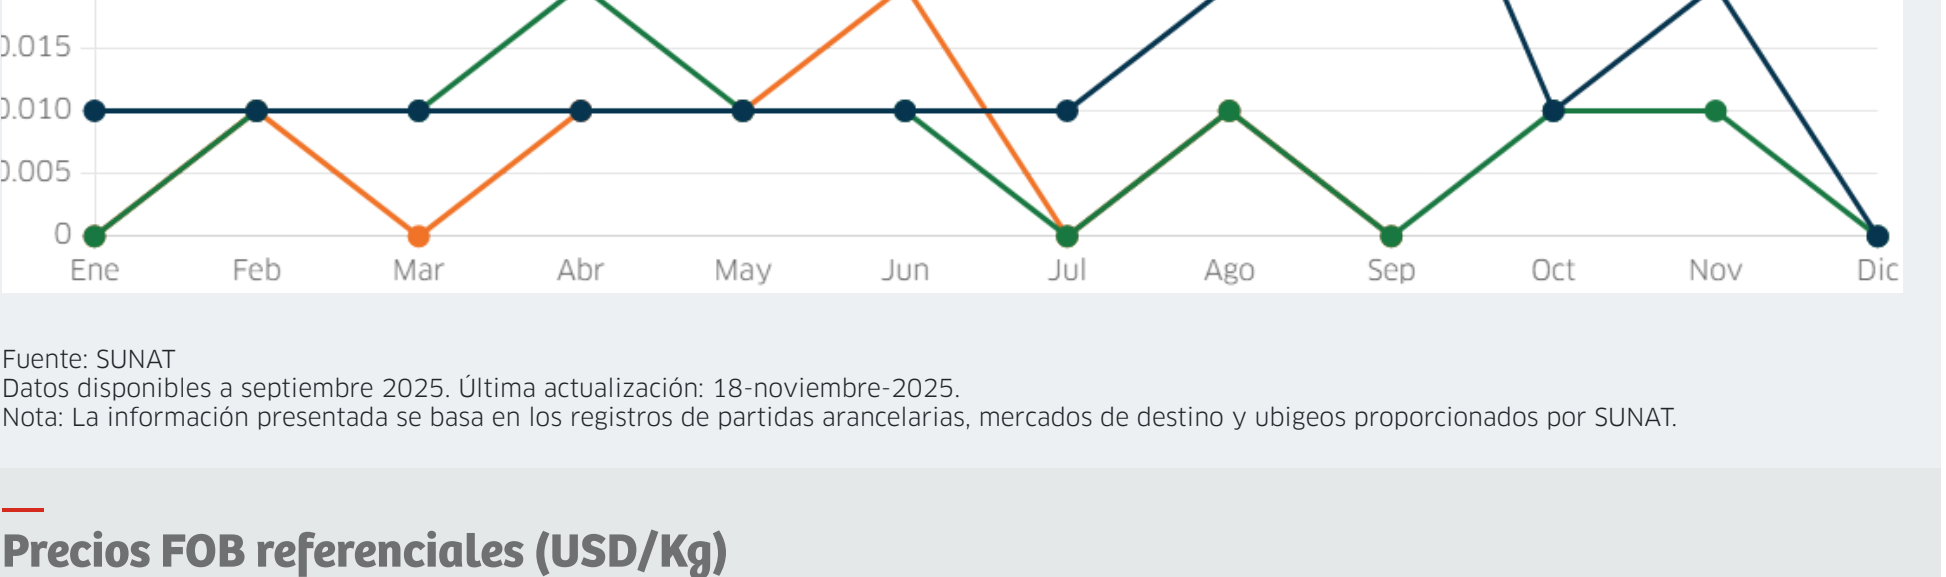 0.015
0.010
0.005
0
Ene Feb Mar Abr May Jun Jul Ago Sep Oct Nov Dic
Fuente: SUNAT
Datos disponibles a septiembre 2025. Última actualización: 18-noviembre-2025.
Nota: La información presentada se basa en los registros de partidas arancelarias, mercados de destino y ubigeos proporcionados por SUNAT.
Precios FOB referenciales (USD/Kg)